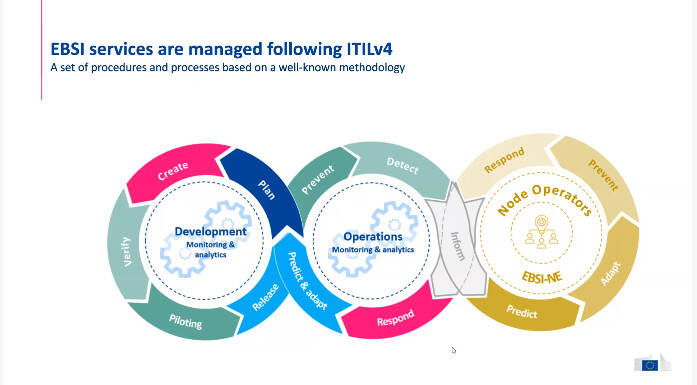 EBSI services are managed following ITILv4
A set of procedures and processes based on a well-known methodology
Create
Plan
Verify
Development
Monitoring &
analytics
Piloting
Release
Prevent
Detect
Operations
Monitoring & analytics
Predict & adapt
Respond
Inform
Respond
Prevent
Node Operators
EBSI-NE
Adapt
Predict